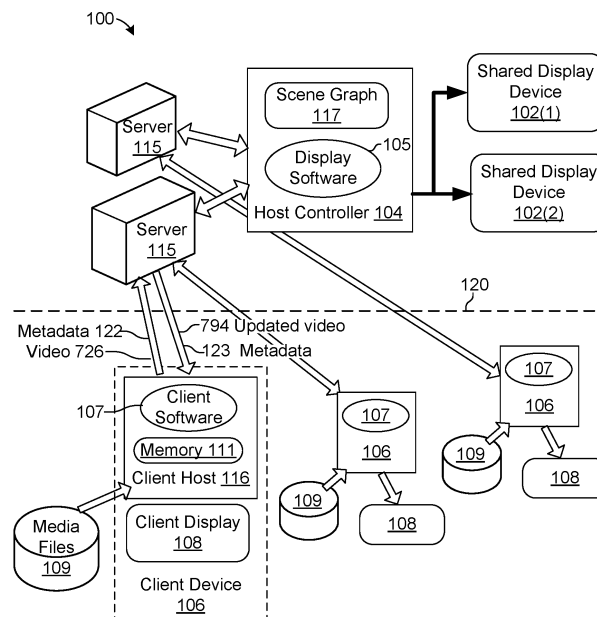 100
Server
115
Scene Graph
117
105
Display
Software
Host Controller 104
Shared Display
Device
102(1)
Shared Display
Device
102(2)
Server
115
120
Metadata 122
Video 726
794 Updated video
123 Metadata
107
Client
Software
Memory 111
Client Host 116
Media
Files
109
Client Display
108
Client Device
106
107
106
109
108
107
106
109
108